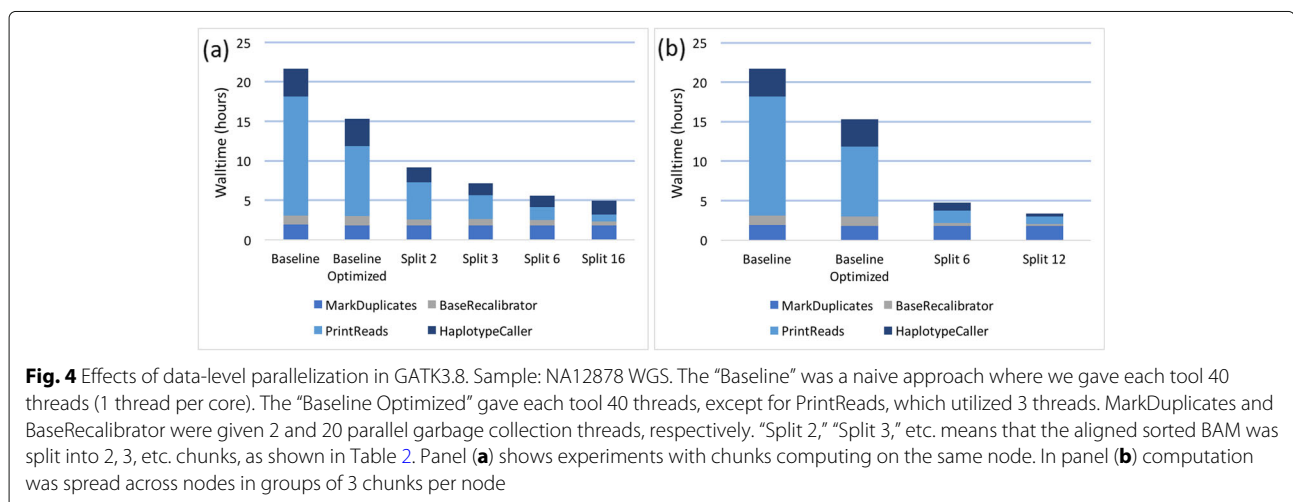 (a)
25
20
15
10
5
0
Walltime (hours)
Baseline
Baseline Optimized
Split 2
Split 3
Split 6
Split 16
MarkDuplicates
BaseRecalibrator
PrintReads
HaplotypeCaller
(b)
25
20
15
10
5
0
Walltime (hours)
Baseline
Baseline Optimized
Split 6
Split 12
MarkDuplicates
BaseRecalibrator
PrintReads
HaplotypeCaller
Fig. 4 Effects of data-level parallelization in GATK3.8. Sample: NA12878 WGS. The “Baseline” was a naive approach where we gave each tool 40
threads (1 thread per core). The “Baseline Optimized” gave each tool 40 threads, except for PrintReads, which utilized 3 threads. MarkDuplicates and
BaseRecalibrator were given 2 and 20 parallel garbage collection threads, respectively. “Split 2,” “Split 3,” etc. means that the aligned sorted BAM was
split into 2, 3, etc. chunks, as shown in Table 2. Panel (a) shows experiments with chunks computing on the same node. In panel (b) computation
was spread across nodes in groups of 3 chunks per node